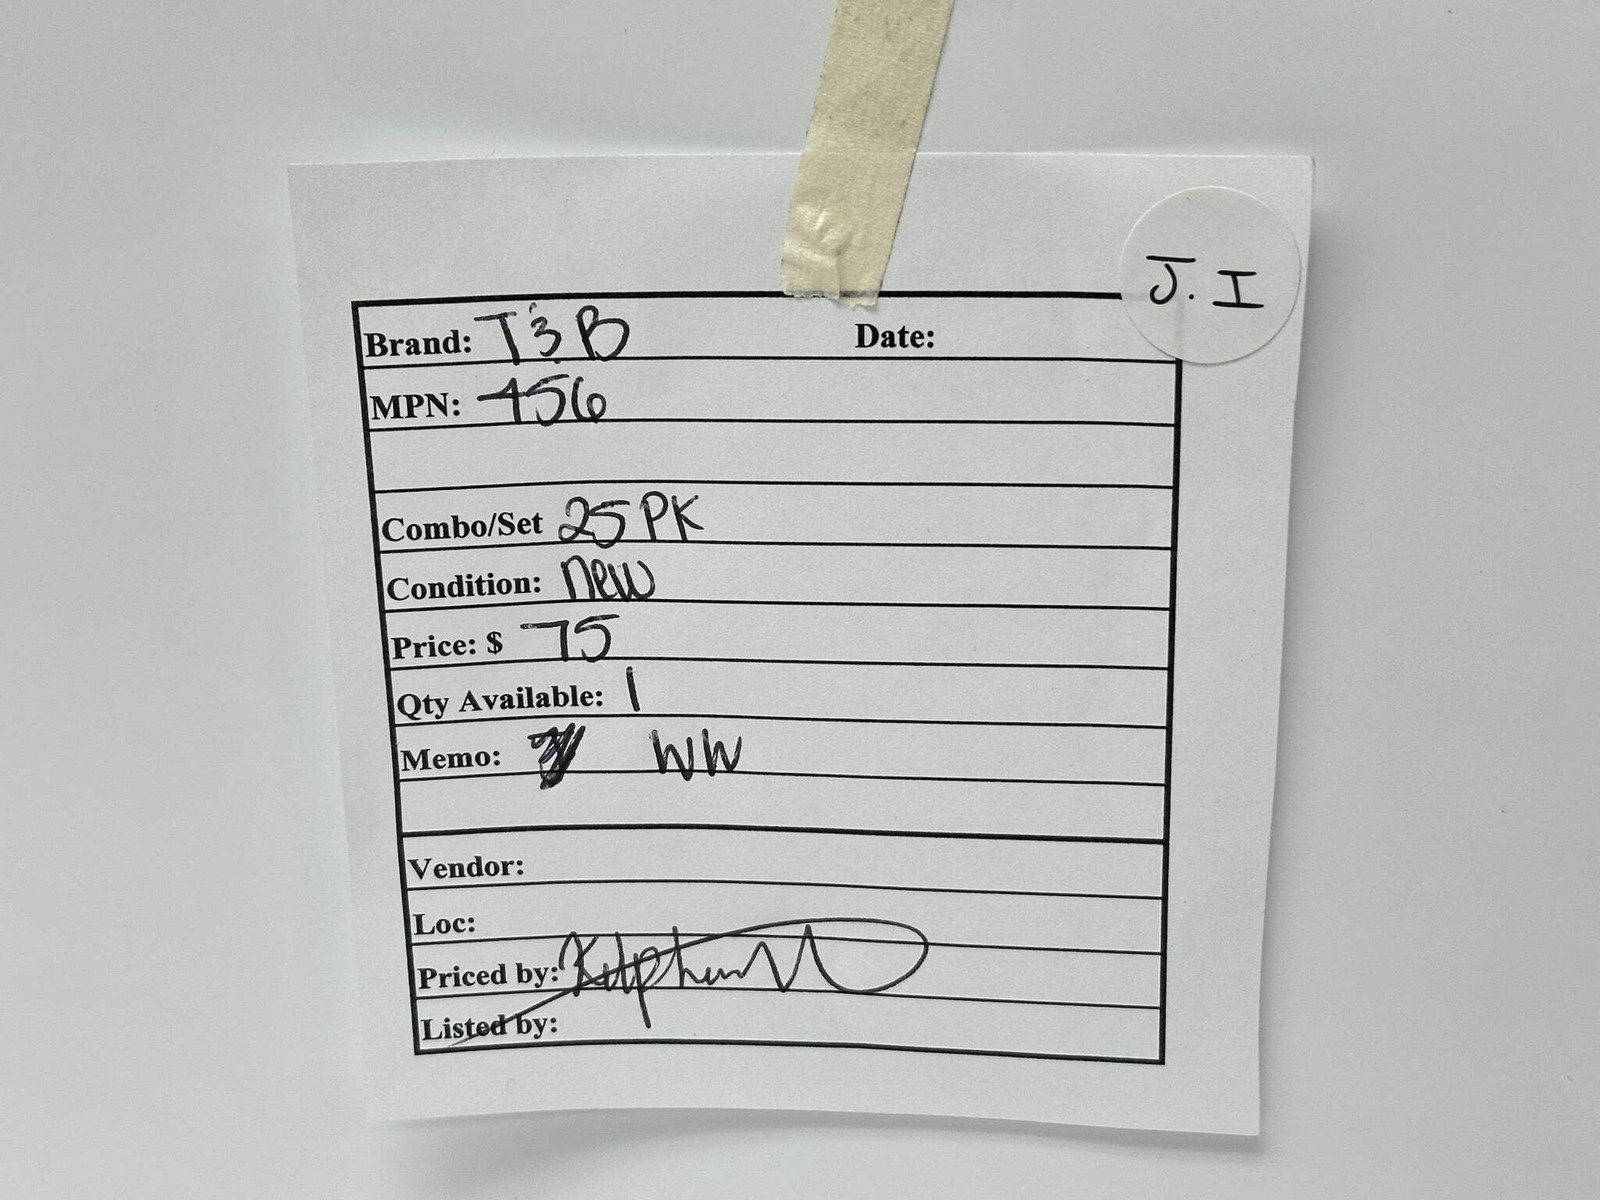 J. I
Brand: T&B Date:
MPN: 456
Combo/Set 25 PK
Condition: new
Price: $ 75
Qty Available: 1
Memo: WW
Vendor:
Loc:
Priced by:
Listed by: